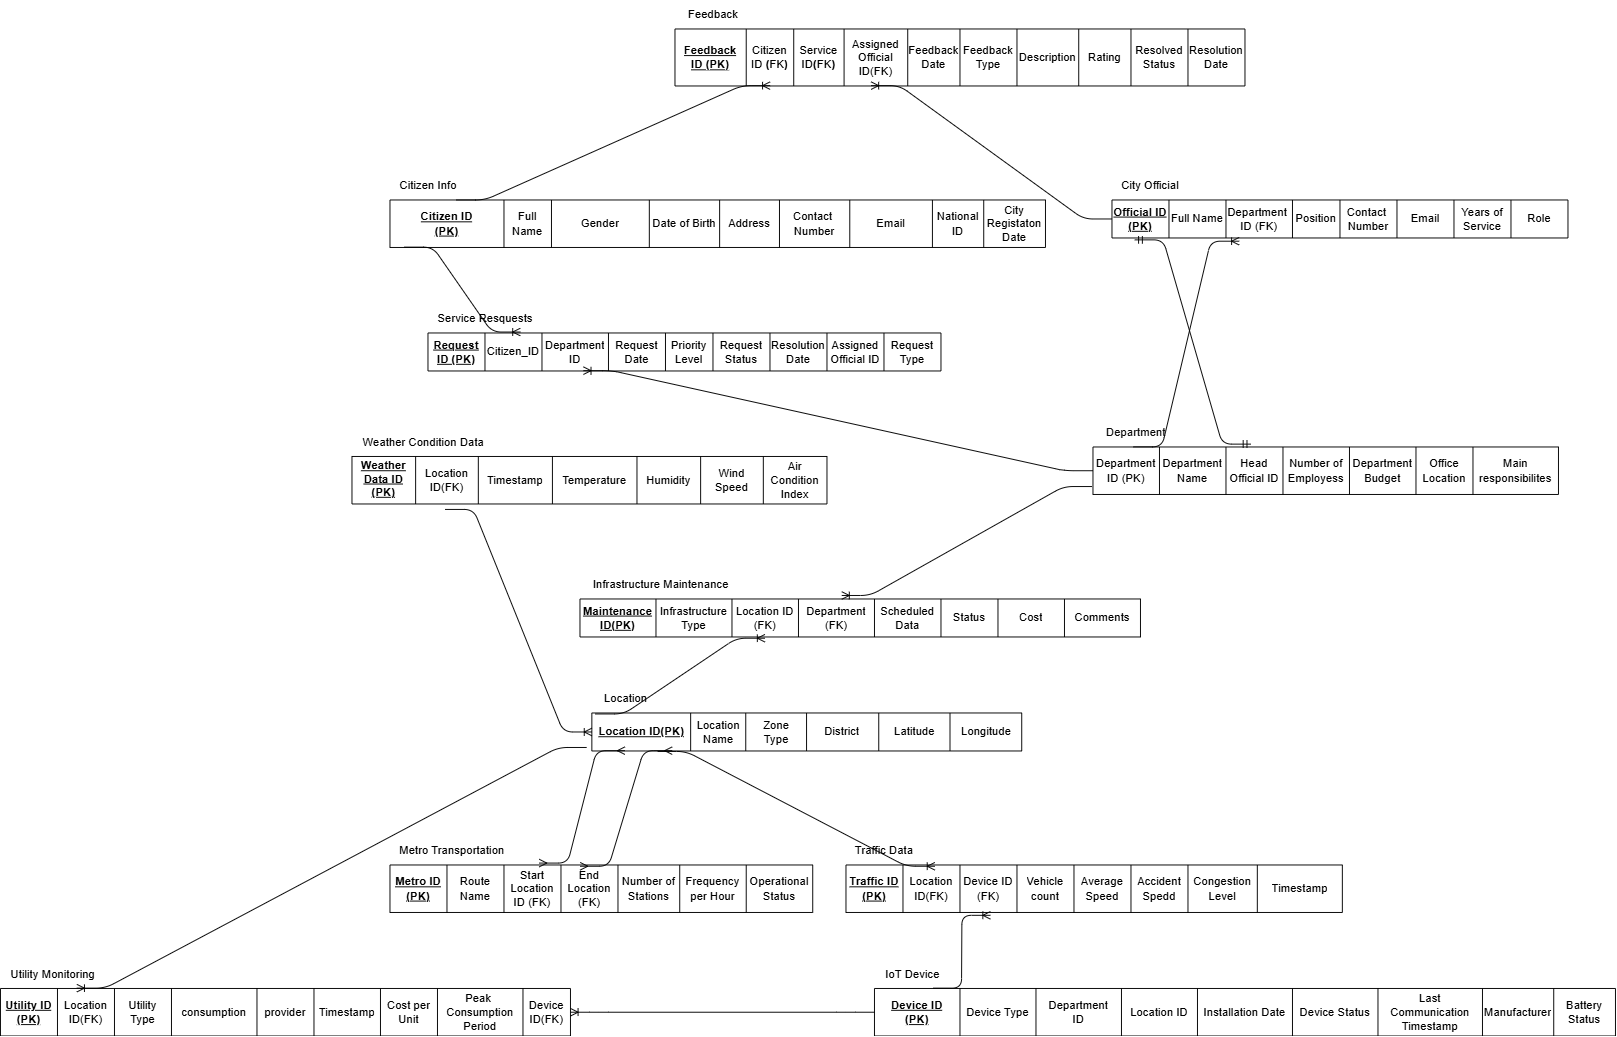 Feedback
Feedback
ID (PK)
Citizen
ID (FK)
Service
ID(FK)
Assigned
Official
ID(FK)
Feedback
Date
Feedback
Type
Description
Rating
Resolved
Status
Resolution
Date
Citizen Info
Citizen ID
(PK)
Full
Name
Gender
Date of Birth
Address
Contact
Number
Email
National
ID
City
Registaton
Date
City Official
Official ID
(PK)
Full Name
Department
ID (FK)
Position
Contact
Number
Email
Years of
Service
Role
Service Resquests
Request
ID (PK)
Citizen_ID
Department
ID
Request
Date
Priority
Level
Request
Status
Resolution
Date
Assigned
Official ID
Request
Type
Department
Department
ID (PK)
Department
Name
Head
Official ID
Number of
Employess
Department
Budget
Office
Location
Main
responsibilites
Weather Condition Data
Weather
Data ID
(PK)
Location
ID(FK)
Timestamp
Temperature
Humidity
Wind
Speed
Air
Condition
Index
Infrastructure Maintenance
Maintenance
ID(PK)
Infrastructure
Type
Location ID
(FK)
Department
(FK)
Scheduled
Data
Status
Cost
Comments
Location
Location ID(PK)
Location
Name
Zone
Type
District
Latitude
Longitude
Metro Transportation
Metro ID
(PK)
Route
Name
Start
Location
ID (FK)
End
Location
(FK)
Number of
Stations
Frequency
per Hour
Operational
Status
Traffic Data
Traffic ID
(PK)
Location
ID(FK)
Device ID
(FK)
Vehicle
count
Average
Speed
Accident
Spedd
Congestion
Level
Timestamp
Utility Monitoring
Utility ID
(PK)
Location
ID(FK)
Utility
Type
consumption
provider
Timestamp
Cost per
Unit
Peak
Consumption
Period
Device
ID(FK)
IoT Device
Device ID
(PK)
Device Type
Department
ID
Location ID
Installation Date
Device Status
Last
Communication
Timestamp
Manufacturer
Battery
Status